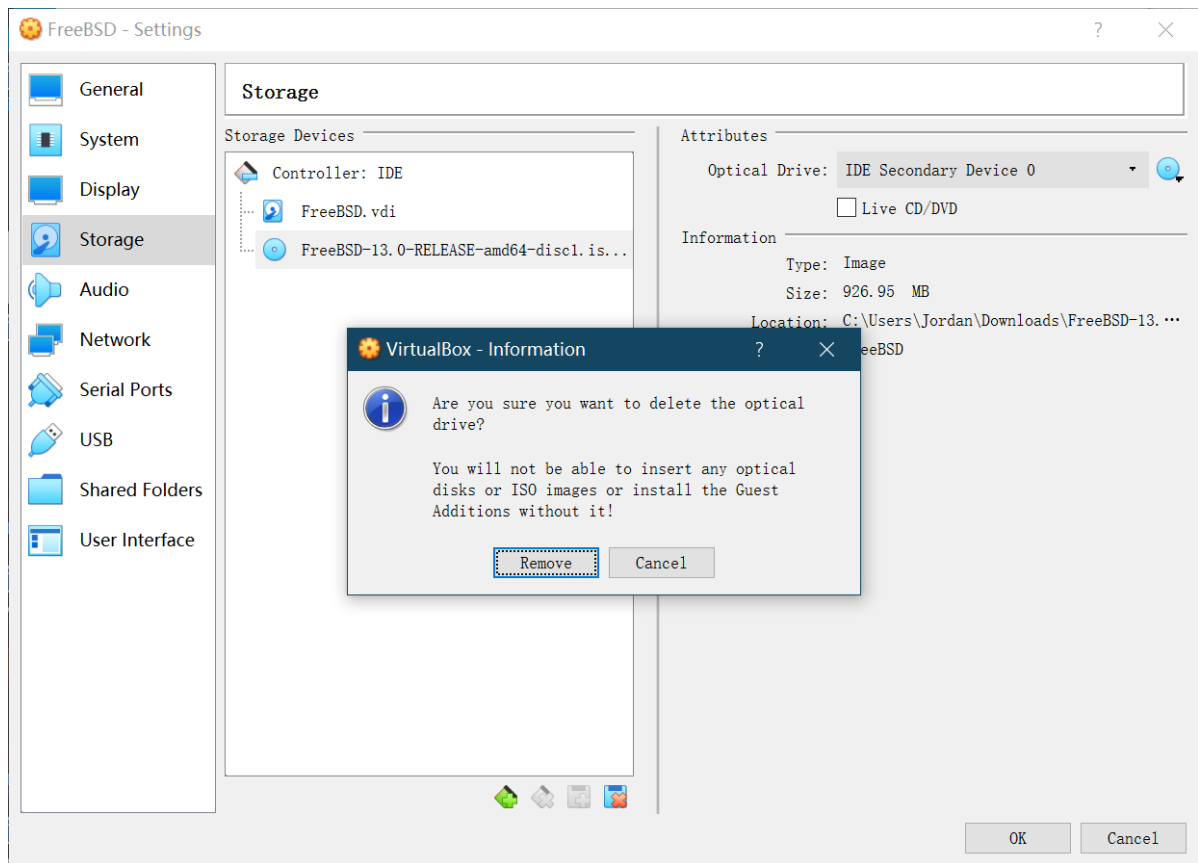 FreeBSD - Settings
?
General
System
Display
Storage
Audio
Network
Serial Ports
USB
Shared Folders
User Interface
Storage
Storage Devices
Controller: IDE
FreeBSD.vdi
FreeBSD-13.0-RELEASE-amd64-disc1.is...
Attributes
Optical Drive: IDE Secondary Device 0
Live CD/DVD
Information
Type: Image
Size: 926.95 MB
Location: C:\Users\Jordan\Downloads\FreeBSD-13.···
eeBSD
VirtualBox - Information
?
Are you sure you want to delete the optical
drive?
You will not be able to insert any optical
disks or ISO images or install the Guest
Additions without it!
Remove
Cancel
OK
Cancel